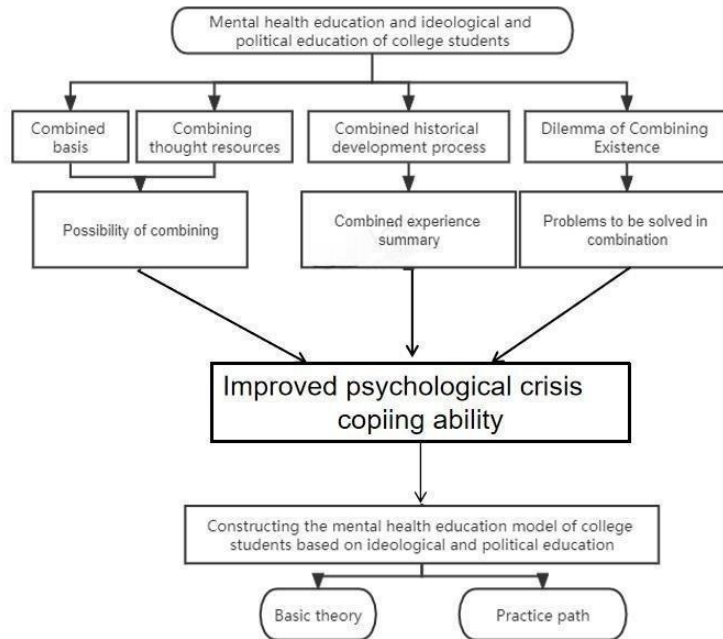 Mental health education and ideological and
political education of college students
Combined
basis
Combining
thought resources
Combined historical
development process
Dilemma of Combining
Existence
Possibility of combining
Combined experience
summary
Problems to be solved in
combination
Improved psychological crisis
copiing ability
Constructing the mental health education model of college
students based on ideological and political education
Basic theory
Practice path